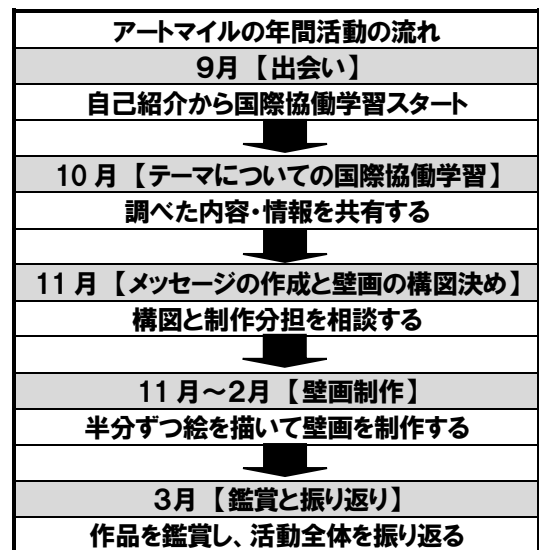 アートマイルの年間活動の流れ
9月【出会い】
自己紹介から国際協働学習スタート
10月【テーマについての国際協働学習】
調べた内容・情報を共有する
11月【メッセージの作成と壁画の構図決め】
構図と制作分担を相談する
11月～2月【壁画制作】
半分ずつ絵を描いて壁画を制作する
3月【鑑賞と振り返り】
作品を鑑賞し、活動全体を振り返る